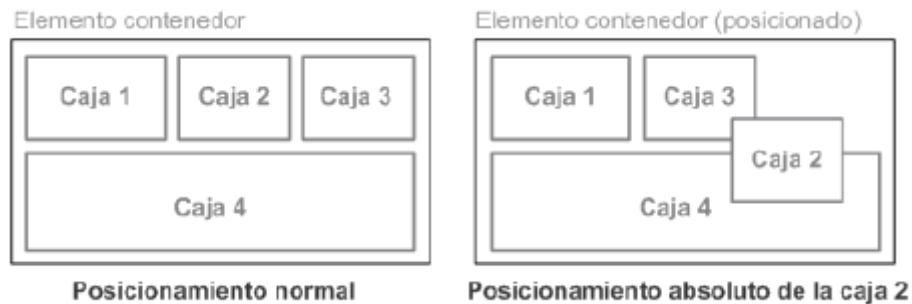 Elemento contenedor
Caja 1
Caja 2
Caja 3
Caja 4
Posicionamiento normal
Elemento contenedor (posicionado)
Caja 1
Caja 3
Caja 2
Caja 4
Posicionamiento absoluto de la caja 2